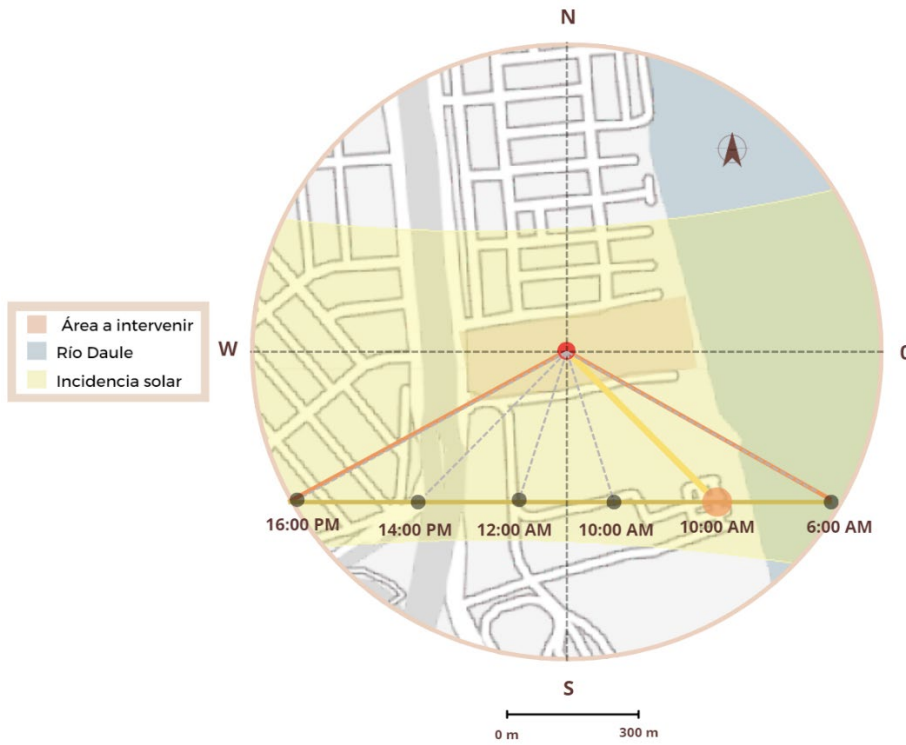 N
Área a intervenir
Río Daule
Incidencia solar
W
S
16:00 PM
14:00 PM
12:00 AM
10:00 AM
10:00 AM
6:00 AM
0 m
300 m